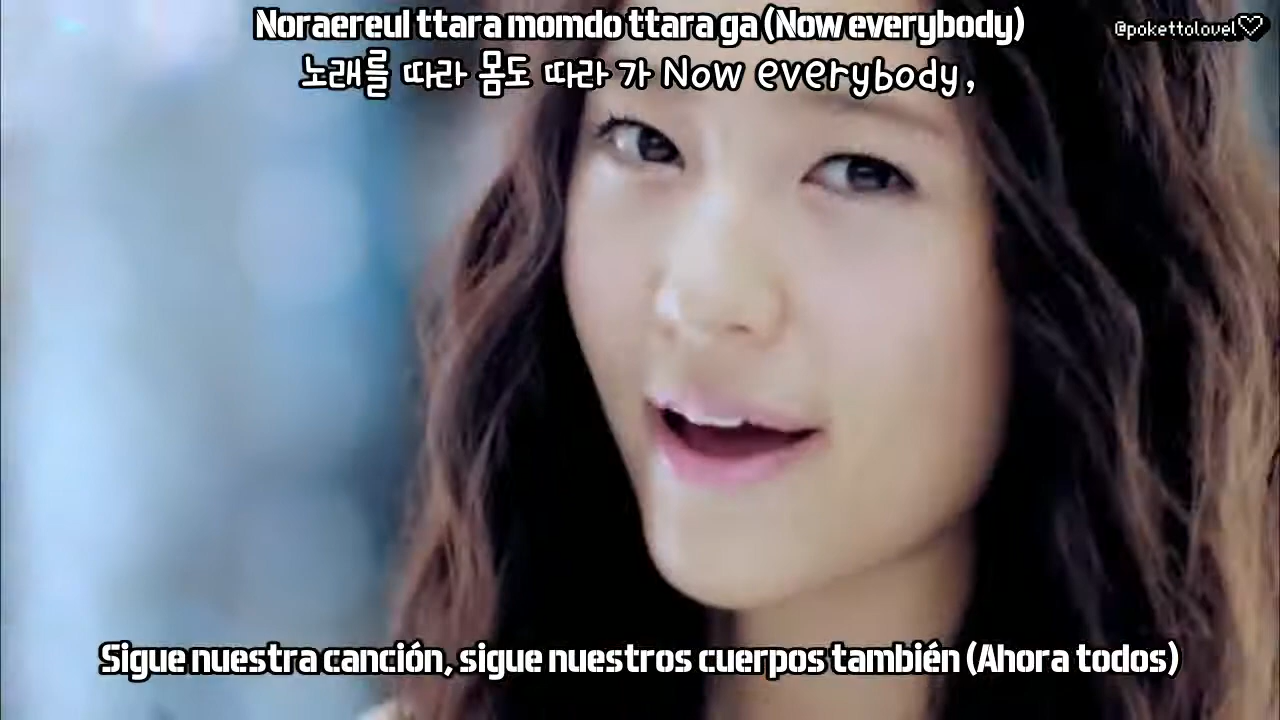 Noraereul ttara momdo ttara ga (Now everybody)
@pokettolovel♡
노래를 따라 몸도 따라 가 Now everybody,
Sigue nuestra canción, sigue nuestros cuerpos también (Ahora todos)